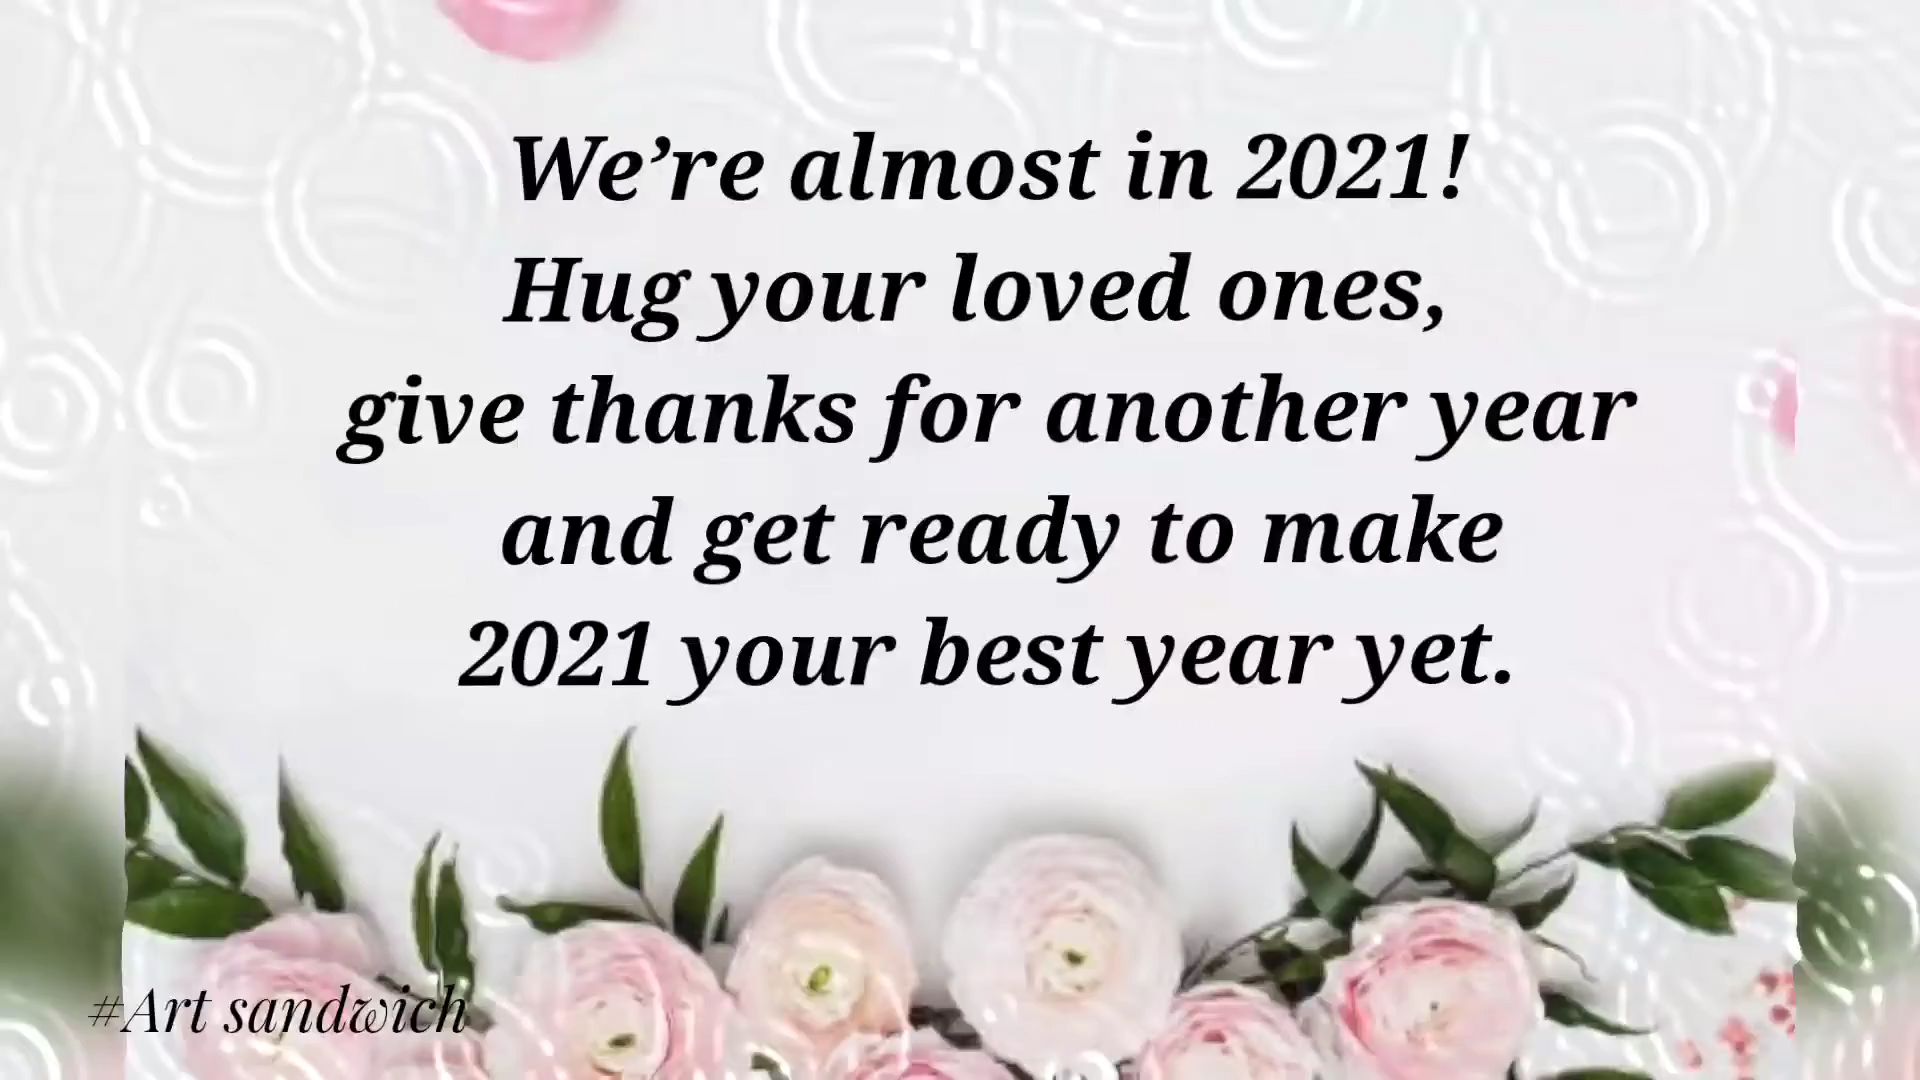 We’re almost in 2021!
Hug your loved ones,
give thanks for another year
and get ready to make
2021 your best year yet.
#Art sandwich